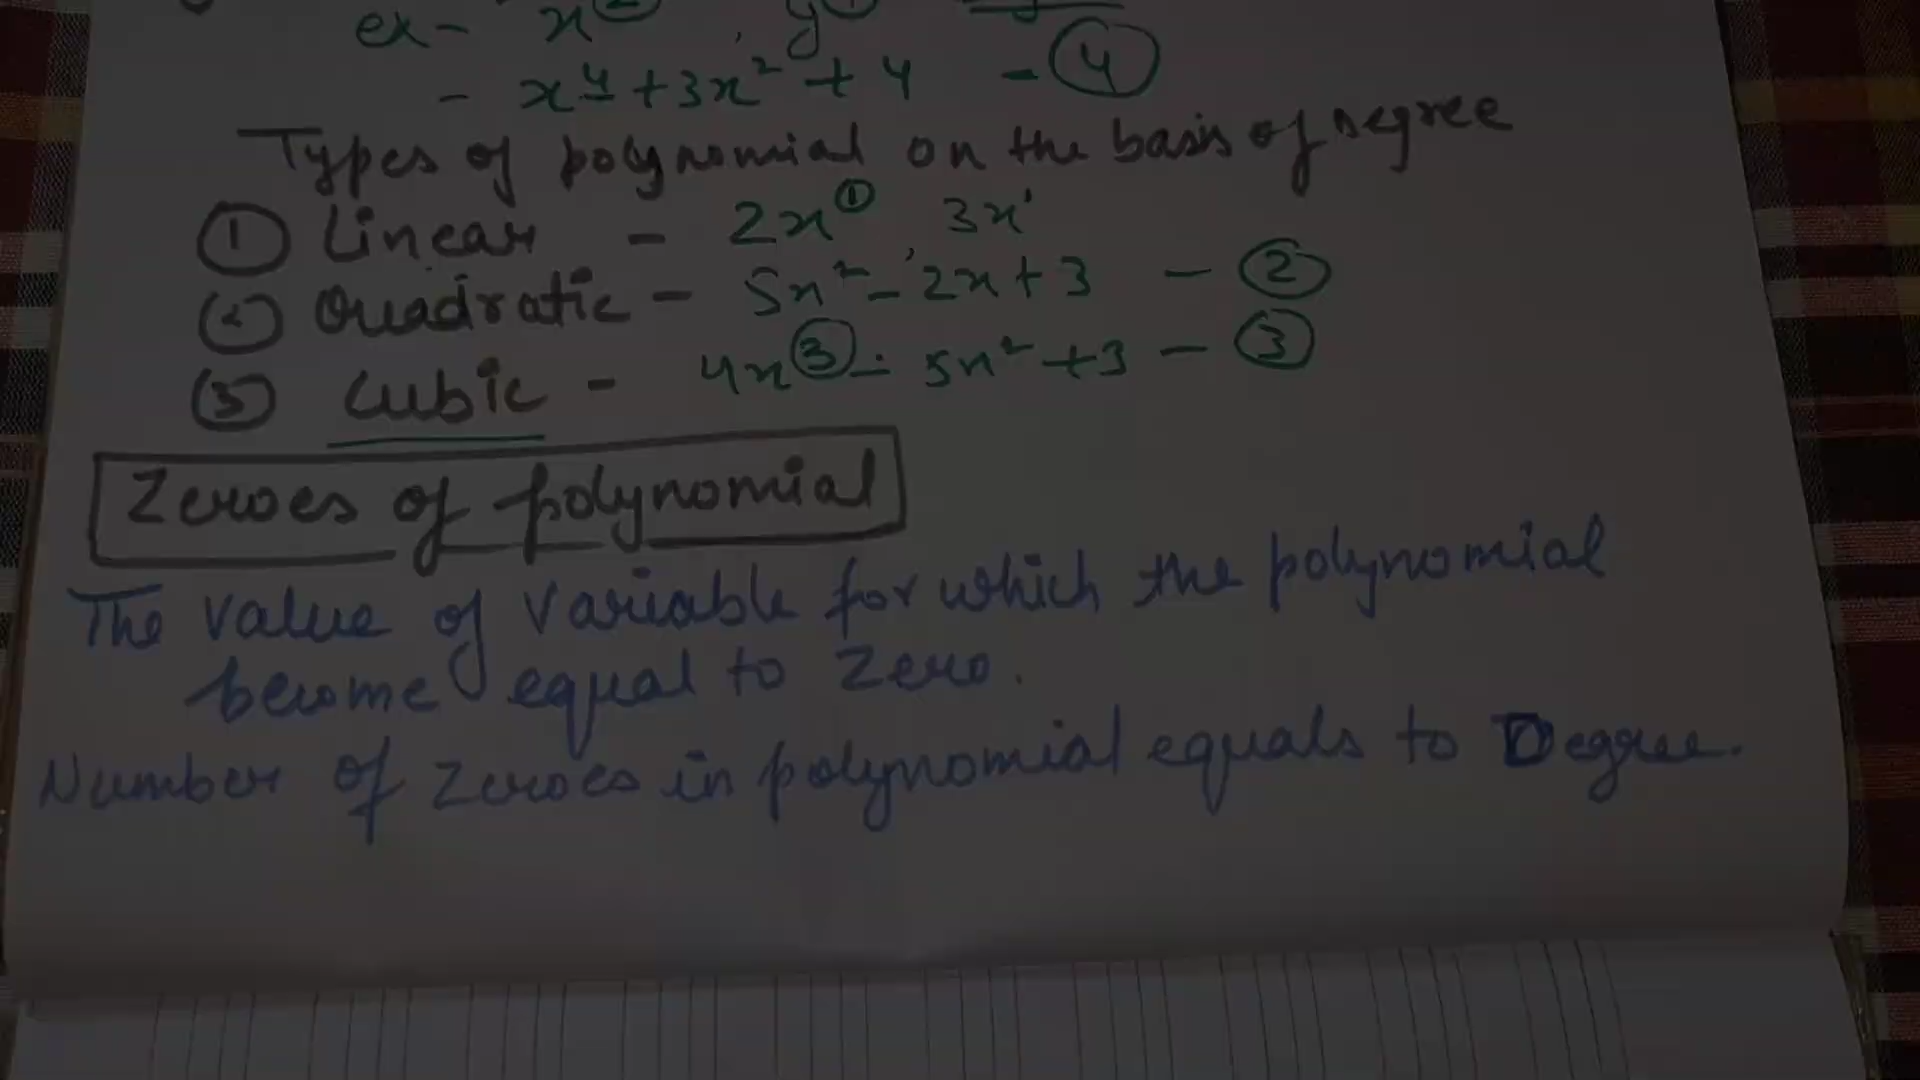 ex - x² , y①
- x⁴ + 3x² + 4 - ④
Types of polynomial on the basis of Degree
① Linear - 2x① , 3x¹
② Quadratic - 5x² - 2x + 3 - ②
③ Cubic - 4x③ - 5x² + 3 - ③
Zeroes of polynomial
The value of variable for which the polynomial
become equal to zero.
Number of zeroes in polynomial equals to Degree.